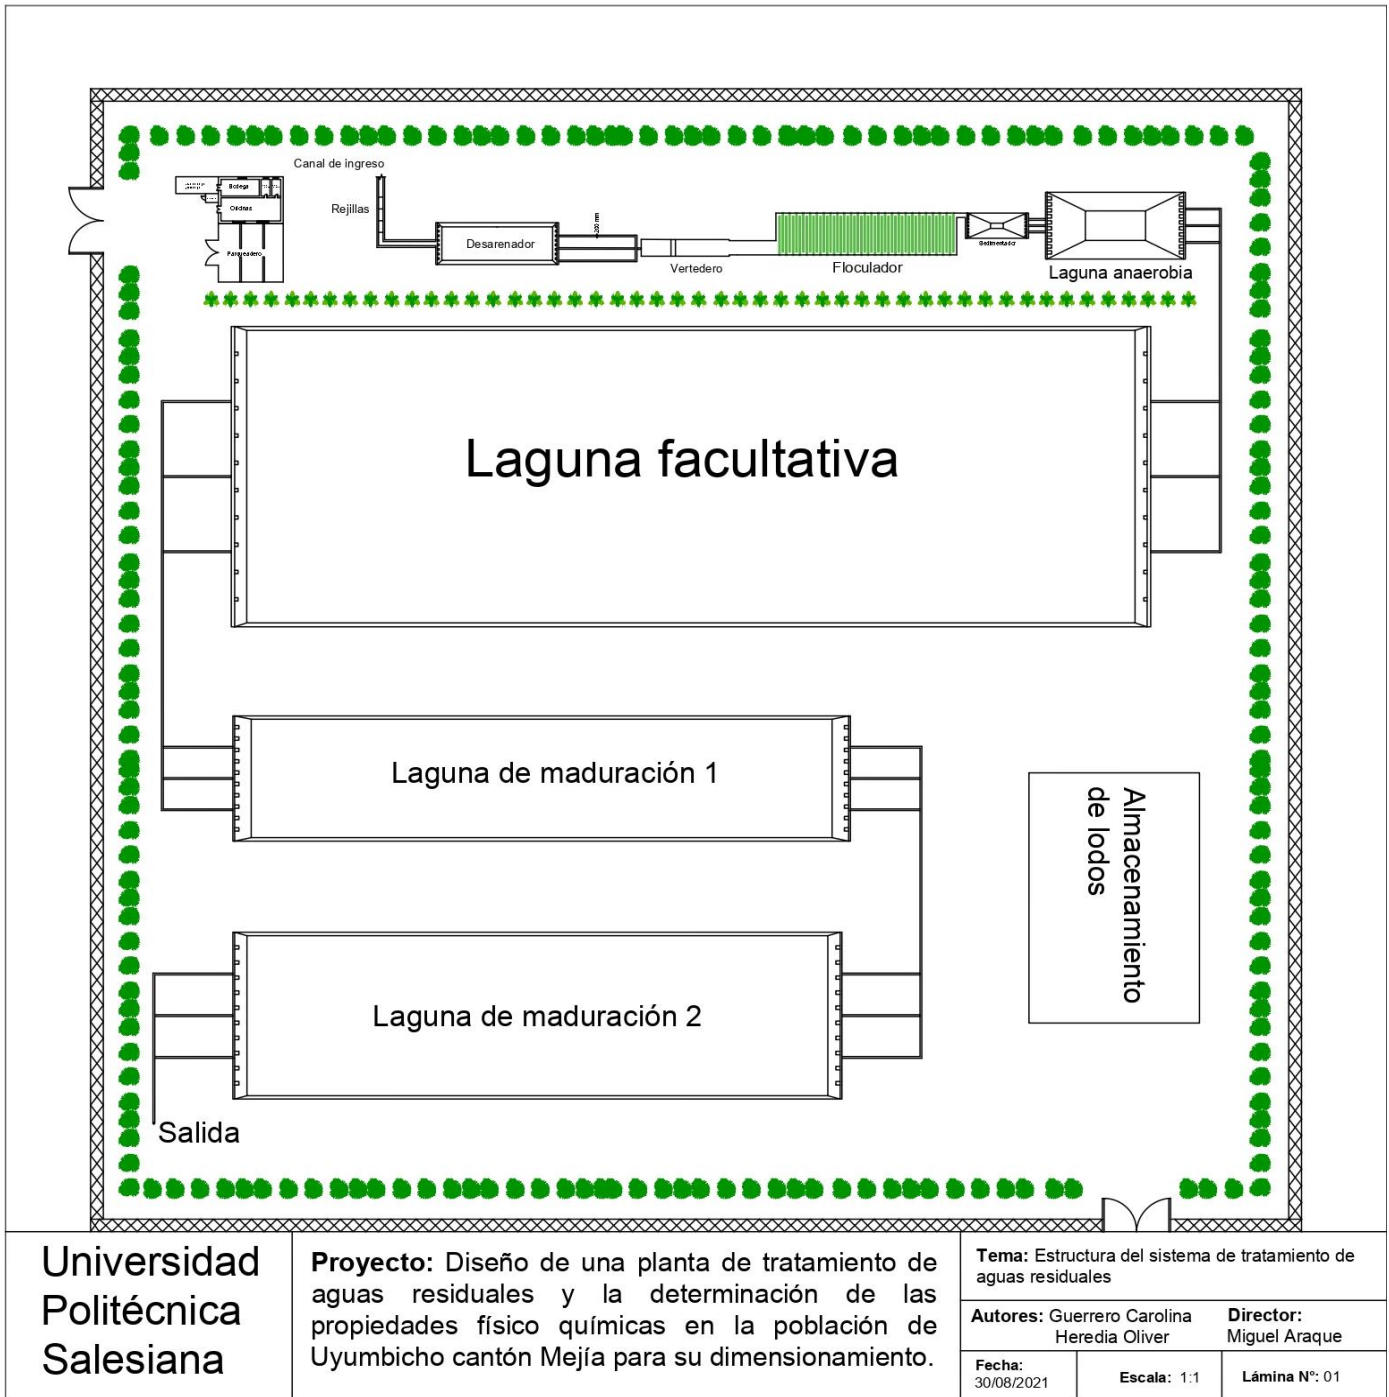 Canal de ingreso
Rejillas
Bodega
Oficinas
Parqueadero
Desarenador
Vertedero
Floculador
Sedimentador
Laguna anaerobia
Laguna facultativa
Laguna de maduración 1
Almacenamiento
de lodos
Laguna de maduración 2
Salida
Universidad
Politécnica
Salesiana
Proyecto: Diseño de una planta de tratamiento de
aguas residuales y la determinación de las
propiedades físico químicas en la población de
Uyumbicho cantón Mejía para su dimensionamiento.
Tema: Estructura del sistema de tratamiento de
aguas residuales
Autores: Guerrero Carolina
Heredia Oliver
Director:
Miguel Araque
Fecha:
30/08/2021
Escala: 1:1
Lámina N°: 01